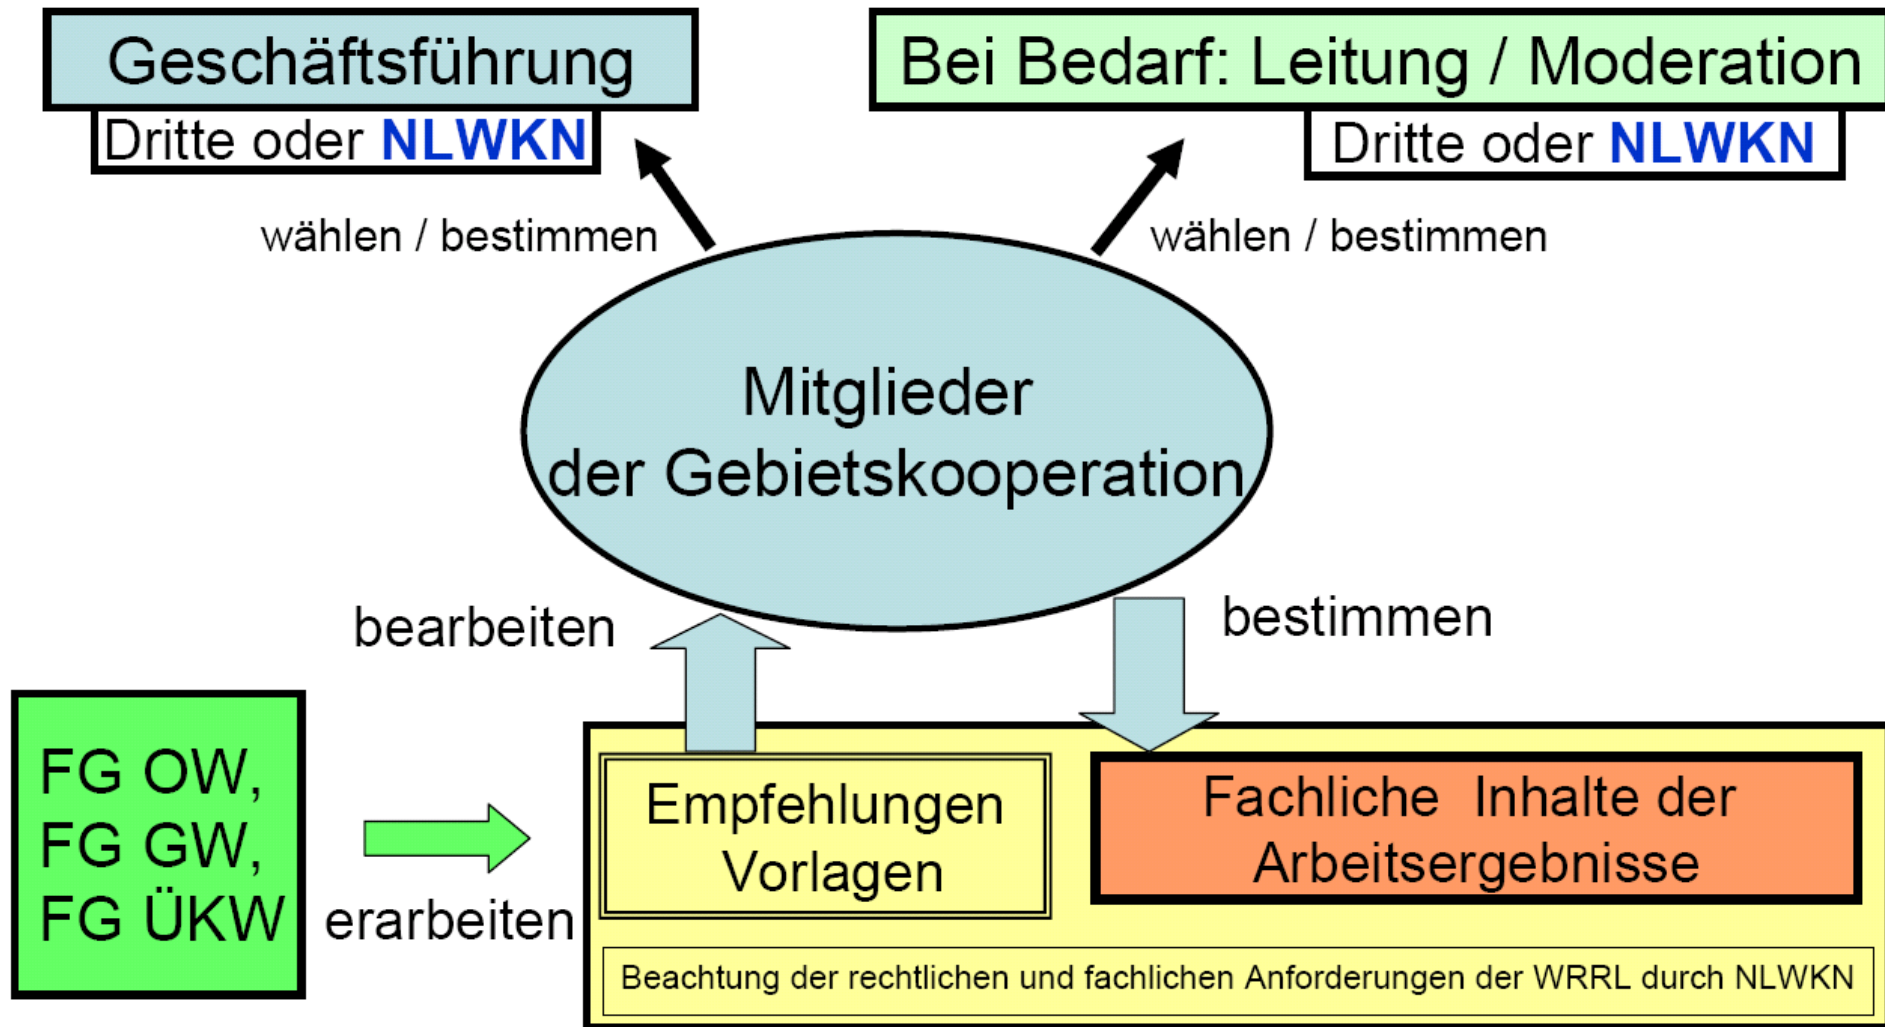 Geschäftsführung
Bei Bedarf: Leitung / Moderation
Dritte oder NLWKN
Dritte oder NLWKN
wählen / bestimmen
wählen / bestimmen
Mitglieder
der Gebietskooperation
bearbeiten
bestimmen
FG OW,
FG GW,
FG ÜKW
erarbeiten
Empfehlungen
Vorlagen
Fachliche Inhalte der
Arbeitsergebnisse
Beachtung der rechtlichen und fachlichen Anforderungen der WRRL durch NLWKN